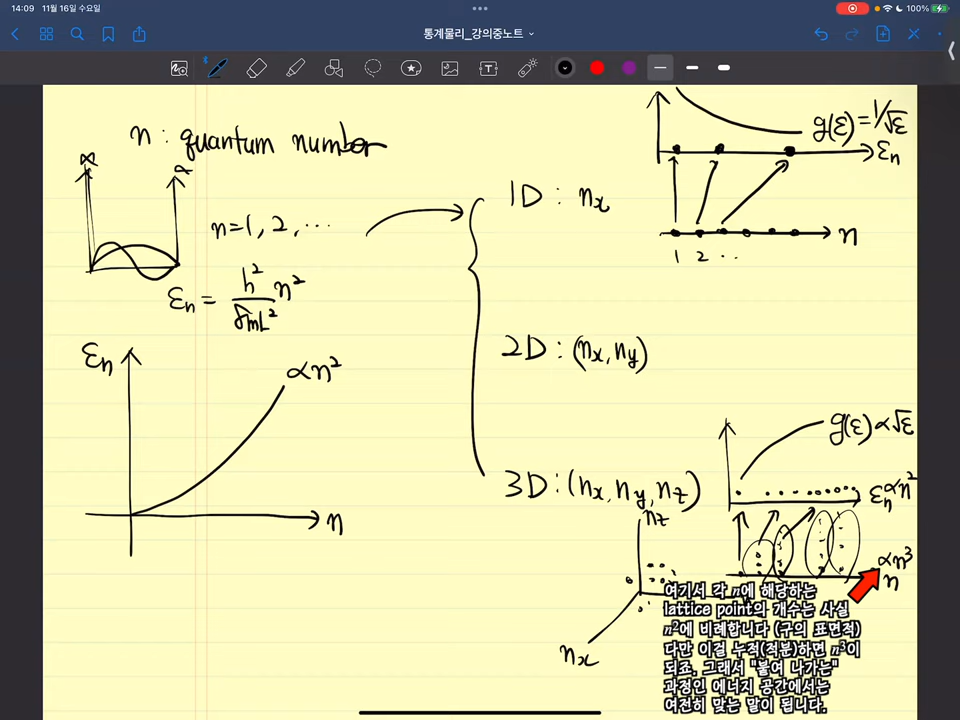 14:09 11월 16일 수요일
100%
통계물리_강의중노트
n : quantum number
∞ ∞
n=1, 2, ...
εn = h²/8mL² n²
εn
∝n²
n
1D : nx
g(ε)=1/√ε
εn
n
1 2 ..
2D : (nx, ny)
3D : (nx, ny, nz)
nz
nx
g(ε)∝√ε
εn ∝n²
∝n³
n
여기서 각 n에 해당하는
lattice point의 개수는 사실
n²에 비례합니다 (구의 표면적)
다만 이걸 누적(적분)하면 n³이
되죠. 그래서 "붙여 나가는"
과정인 에너지 공간에서는
여전히 맞는 말이 됩니다.